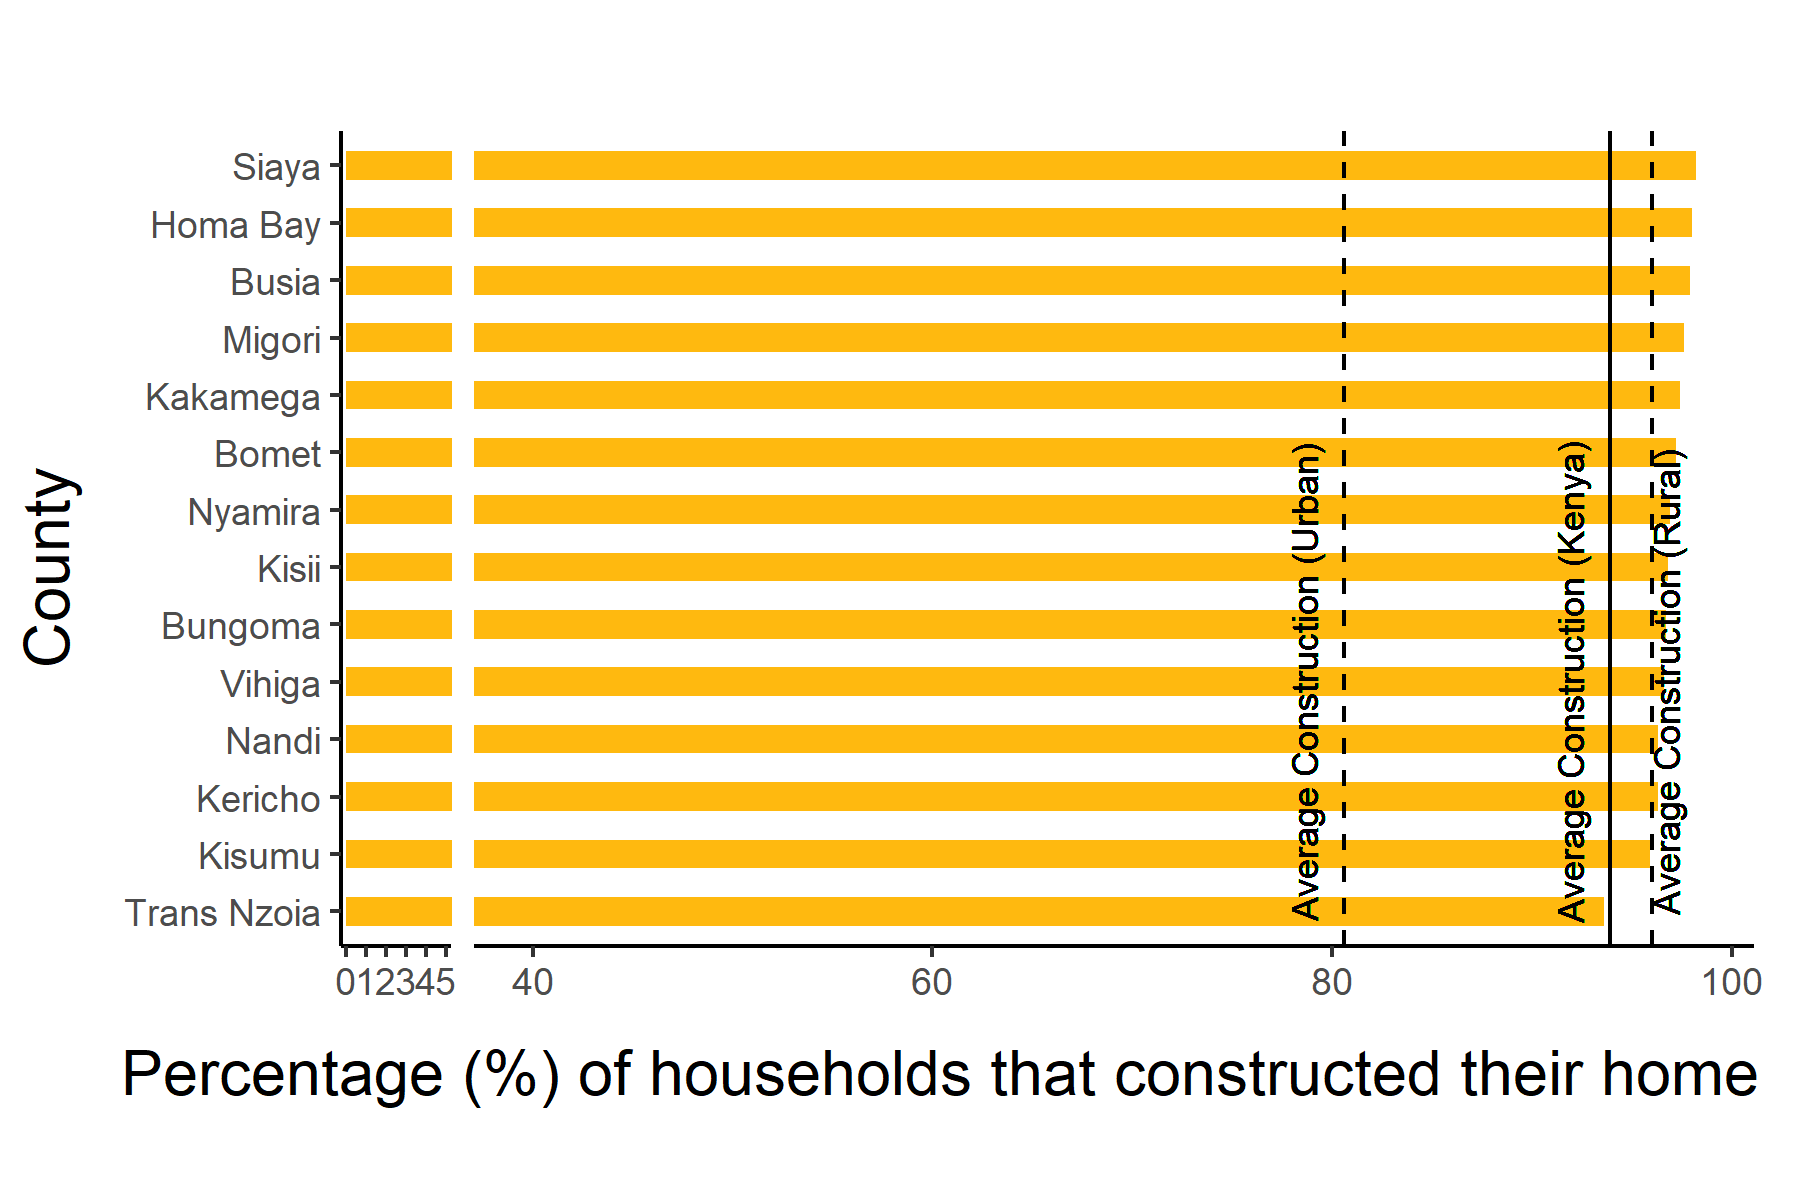 Siaya
Homa Bay
Busia
Migori
Kakamega
Bomet
Nyamira
Kisii
Bungoma
Vihiga
Nandi
Kericho
Kisumu
Trans Nzoia
County
Average Construction (Urban)
Average Construction (Kenya)
Average Construction (Rural)
0 1 2 3 4 5 40 60 80 100
Percentage (%) of households that constructed their home